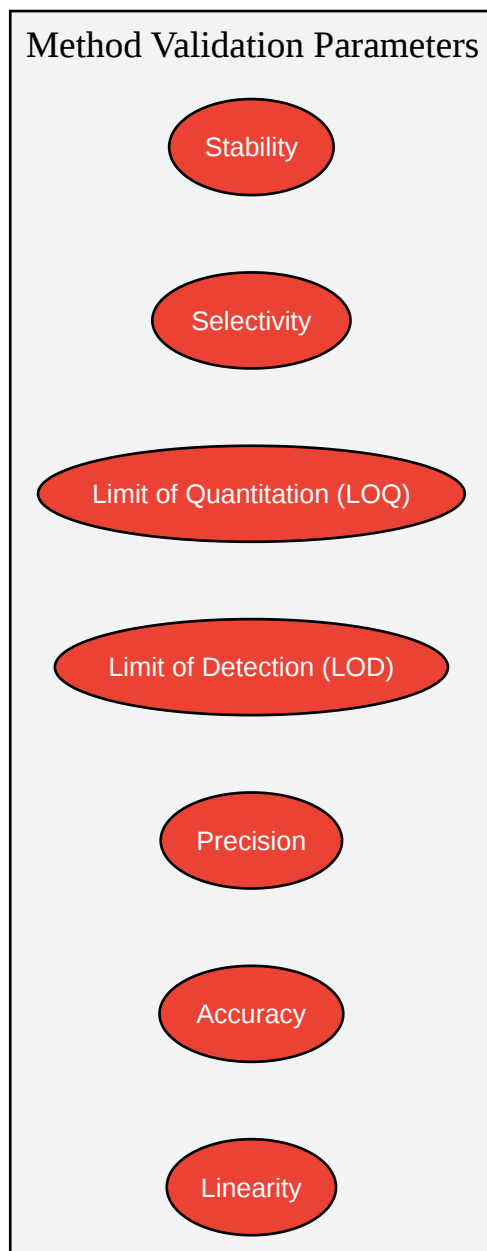 Method Validation Parameters
Stability
Selectivity
Limit of Quantitation (LOQ)
Limit of Detection (LOD)
Precision
Accuracy
Linearity